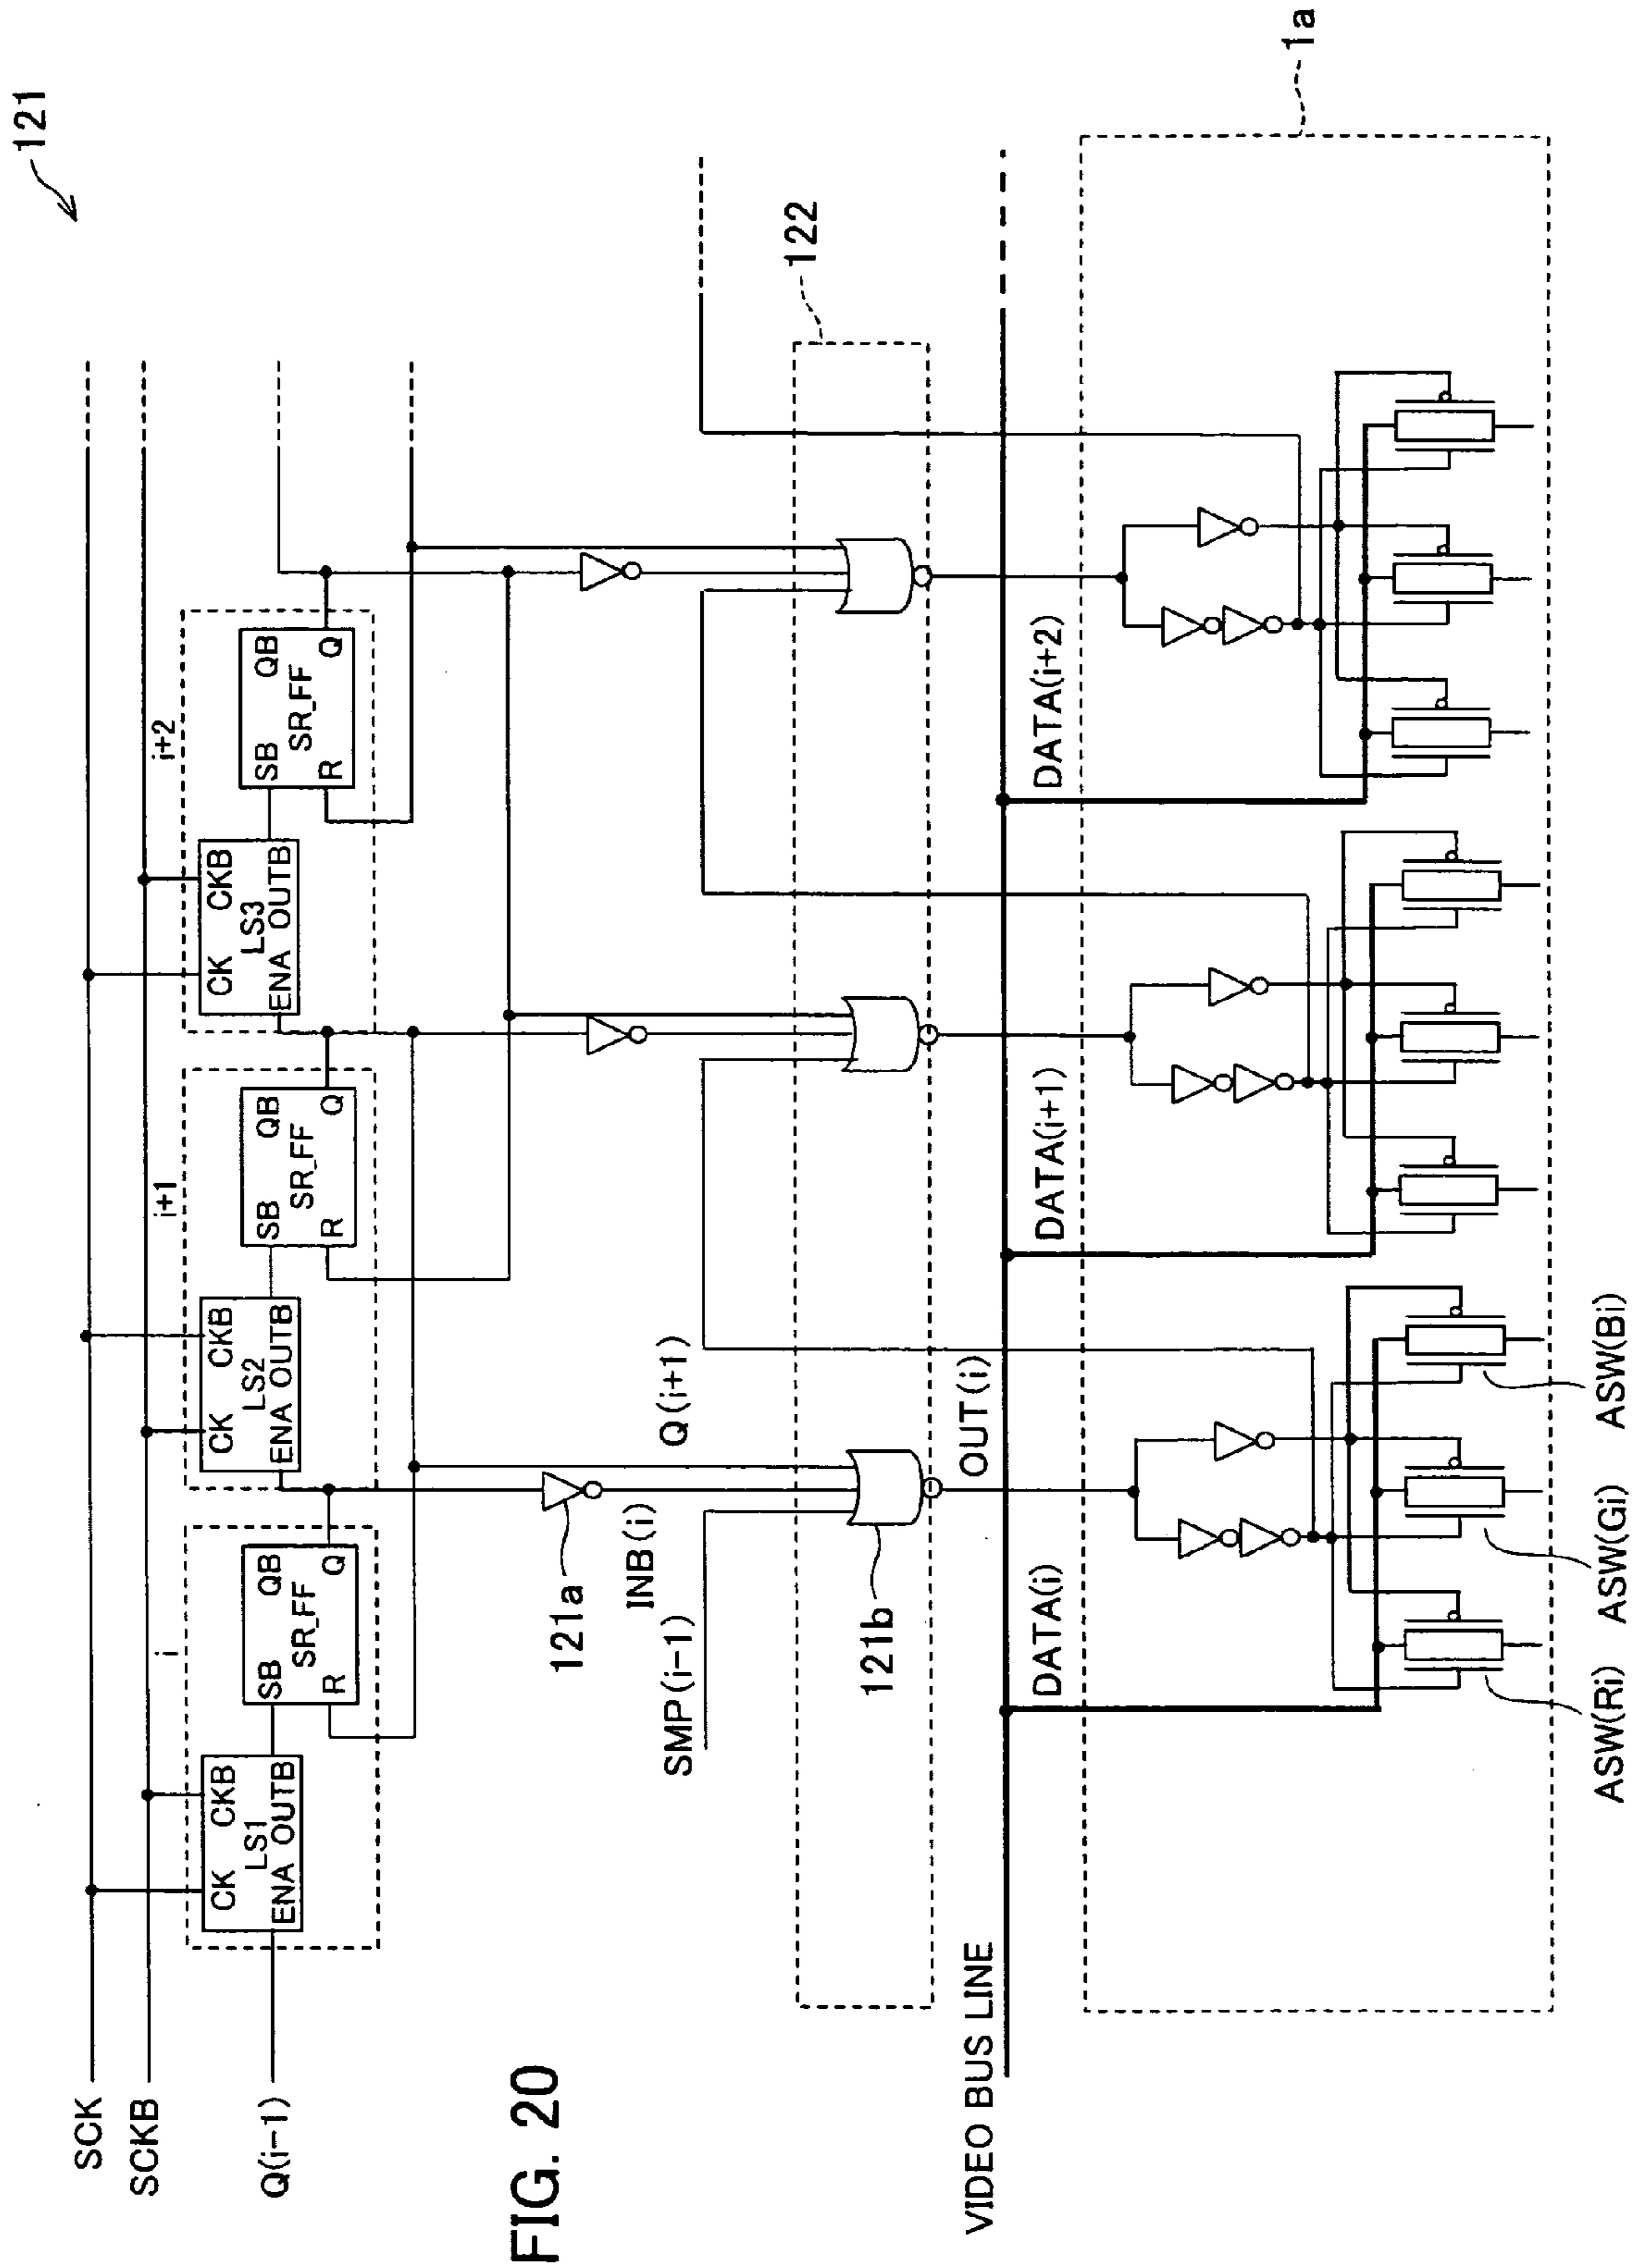 FIG. 20
121
SCK
SCKB
Q(i-1)
i
CK CKB
LS1
ENA OUTB
SB QB
SR_FF
R Q
i+1
CK CKB
LS2
ENA OUTB
SB QB
SR_FF
R Q
i+2
CK CKB
LS3
ENA OUTB
SB QB
SR_FF
R Q
121a
INB(i)
SMP(i-1)
Q(i+1)
122
121b
OUT(i)
VIDEO BUS LINE
DATA(i)
DATA(i+1)
DATA(i+2)
1a
ASW(Ri)
ASW(Gi)
ASW(Bi)